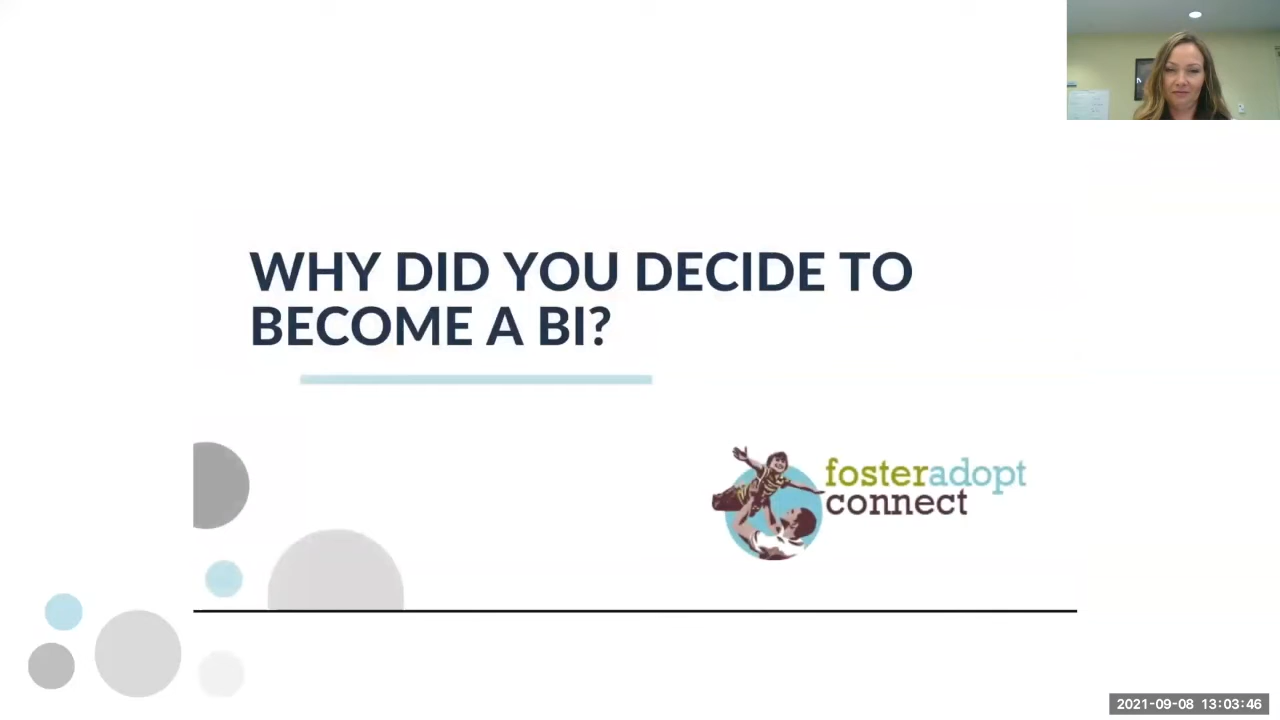 WHY DID YOU DECIDE TO
BECOME A BI?
fosteradopt
connect
2021-09-08 13:03:46